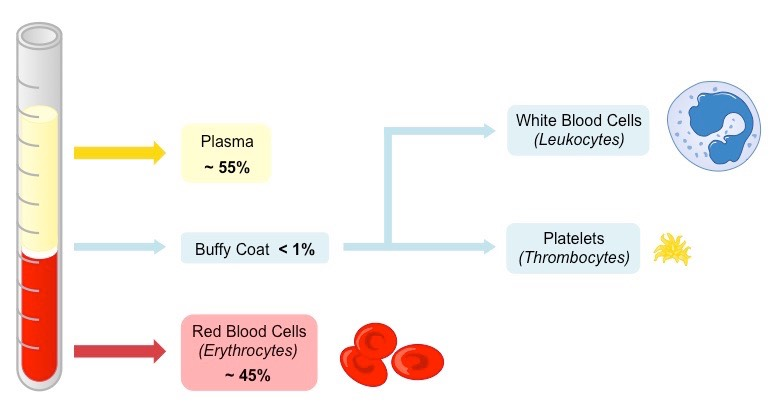 Plasma
~ 55%
Buffy Coat < 1%
Red Blood Cells
(Erythrocytes)
~ 45%
White Blood Cells
(Leukocytes)
Platelets
(Thrombocytes)